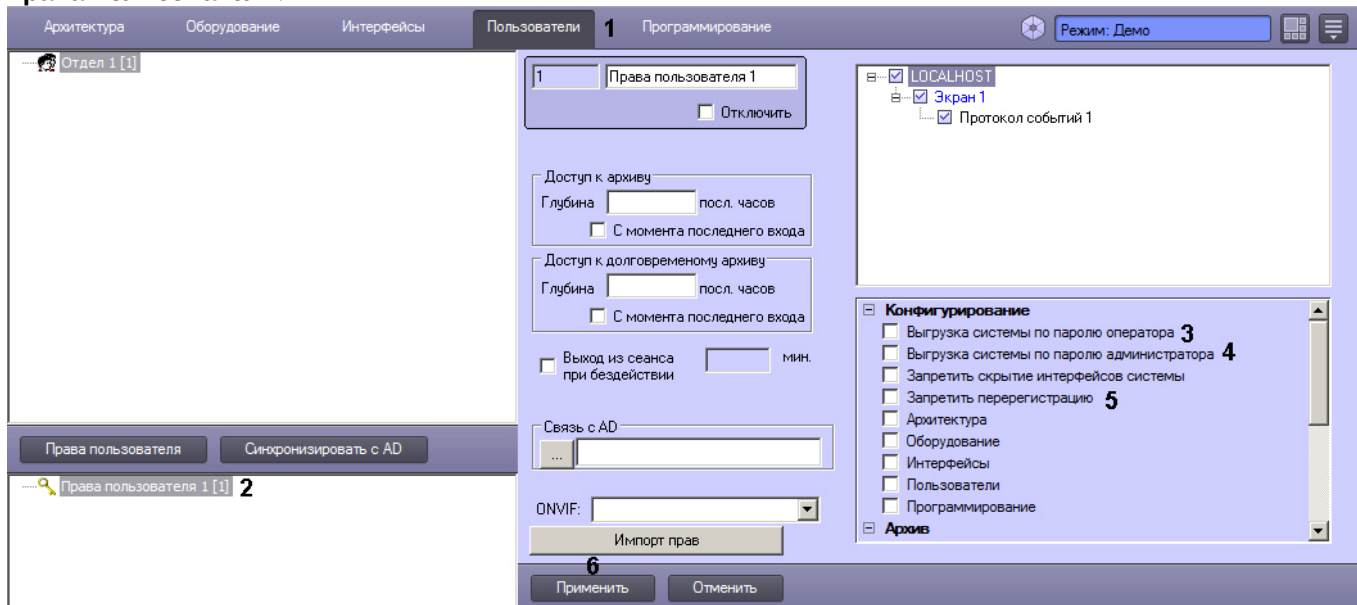 Архитектура Оборудование Интерфейсы Пользователи 1 Программирование Режим: Демо
Отдел 1 [1]
Права пользователя Синхронизировать с AD
Права пользователя 1 [1] 2
1 Права пользователя 1
Отключить
Доступ к архиву
Глубина посл. часов
С момента последнего входа
Доступ к долговременому архиву
Глубина посл. часов
С момента последнего входа
Выход из сеанса мин.
при бездействии
Связь с AD
...
ONVIF:
Импорт прав
6
Применить Отменить
LOCALHOST
Экран 1
Протокол событий 1
Конфигурирование
Выгрузка системы по паролю оператора 3
Выгрузка системы по паролю администратора 4
Запретить скрытие интерфейсов системы
Запретить перерегистрацию 5
Архитектура
Оборудование
Интерфейсы
Пользователи
Программирование
Архив